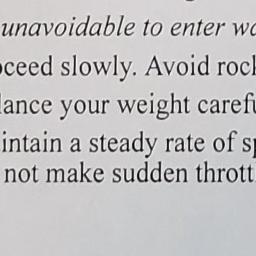 unavoidable to enter wa
oceed slowly. Avoid rock
lance your weight carefu
intain a steady rate of sp
not make sudden thrott